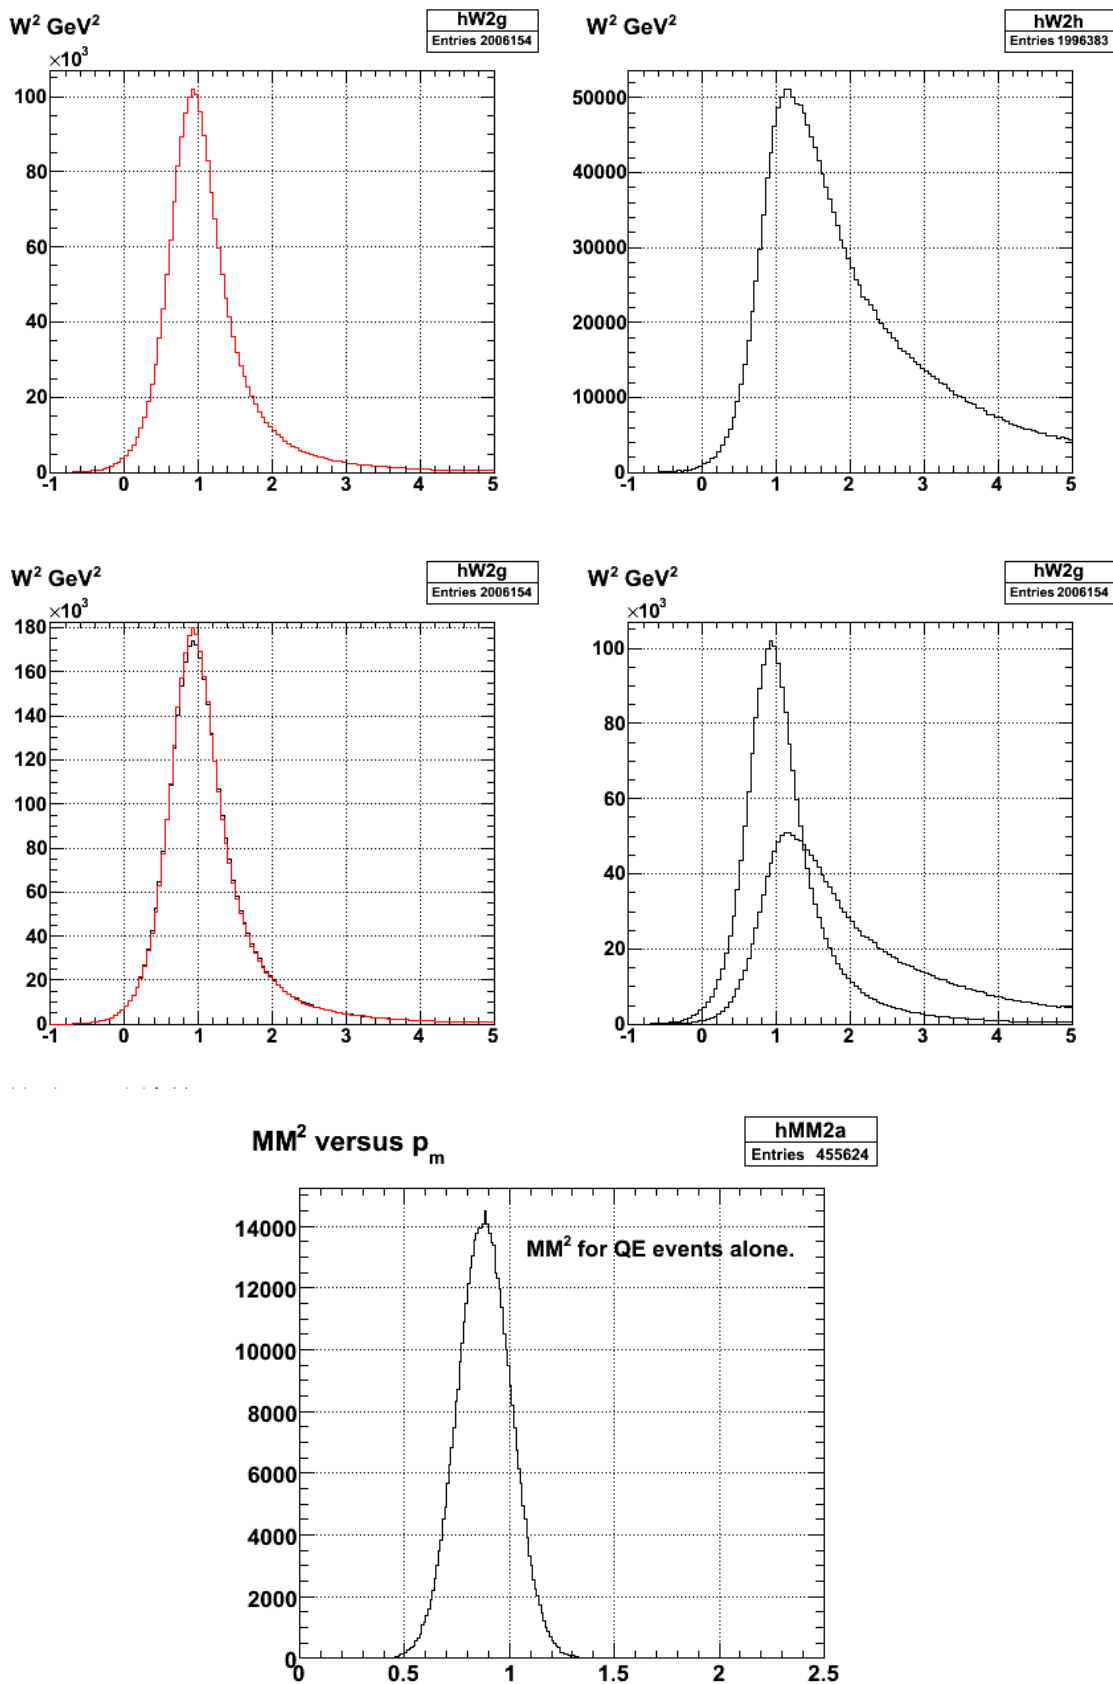 W² GeV²
hW2g
Entries 2006154
×10³
100
80
60
40
20
0
-1 0 1 2 3 4 5
W² GeV²
hW2h
Entries 1996383
50000
40000
30000
20000
10000
0
-1 0 1 2 3 4 5
W² GeV²
hW2g
Entries 2006154
×10³
180
160
140
120
100
80
60
40
20
0
-1 0 1 2 3 4 5
W² GeV²
hW2g
Entries 2006154
×10³
100
80
60
40
20
0
-1 0 1 2 3 4 5
MM² versus pₘ
hMM2a
Entries 455624
MM² for QE events alone.
14000
12000
10000
8000
6000
4000
2000
0
0 0.5 1 1.5 2 2.5